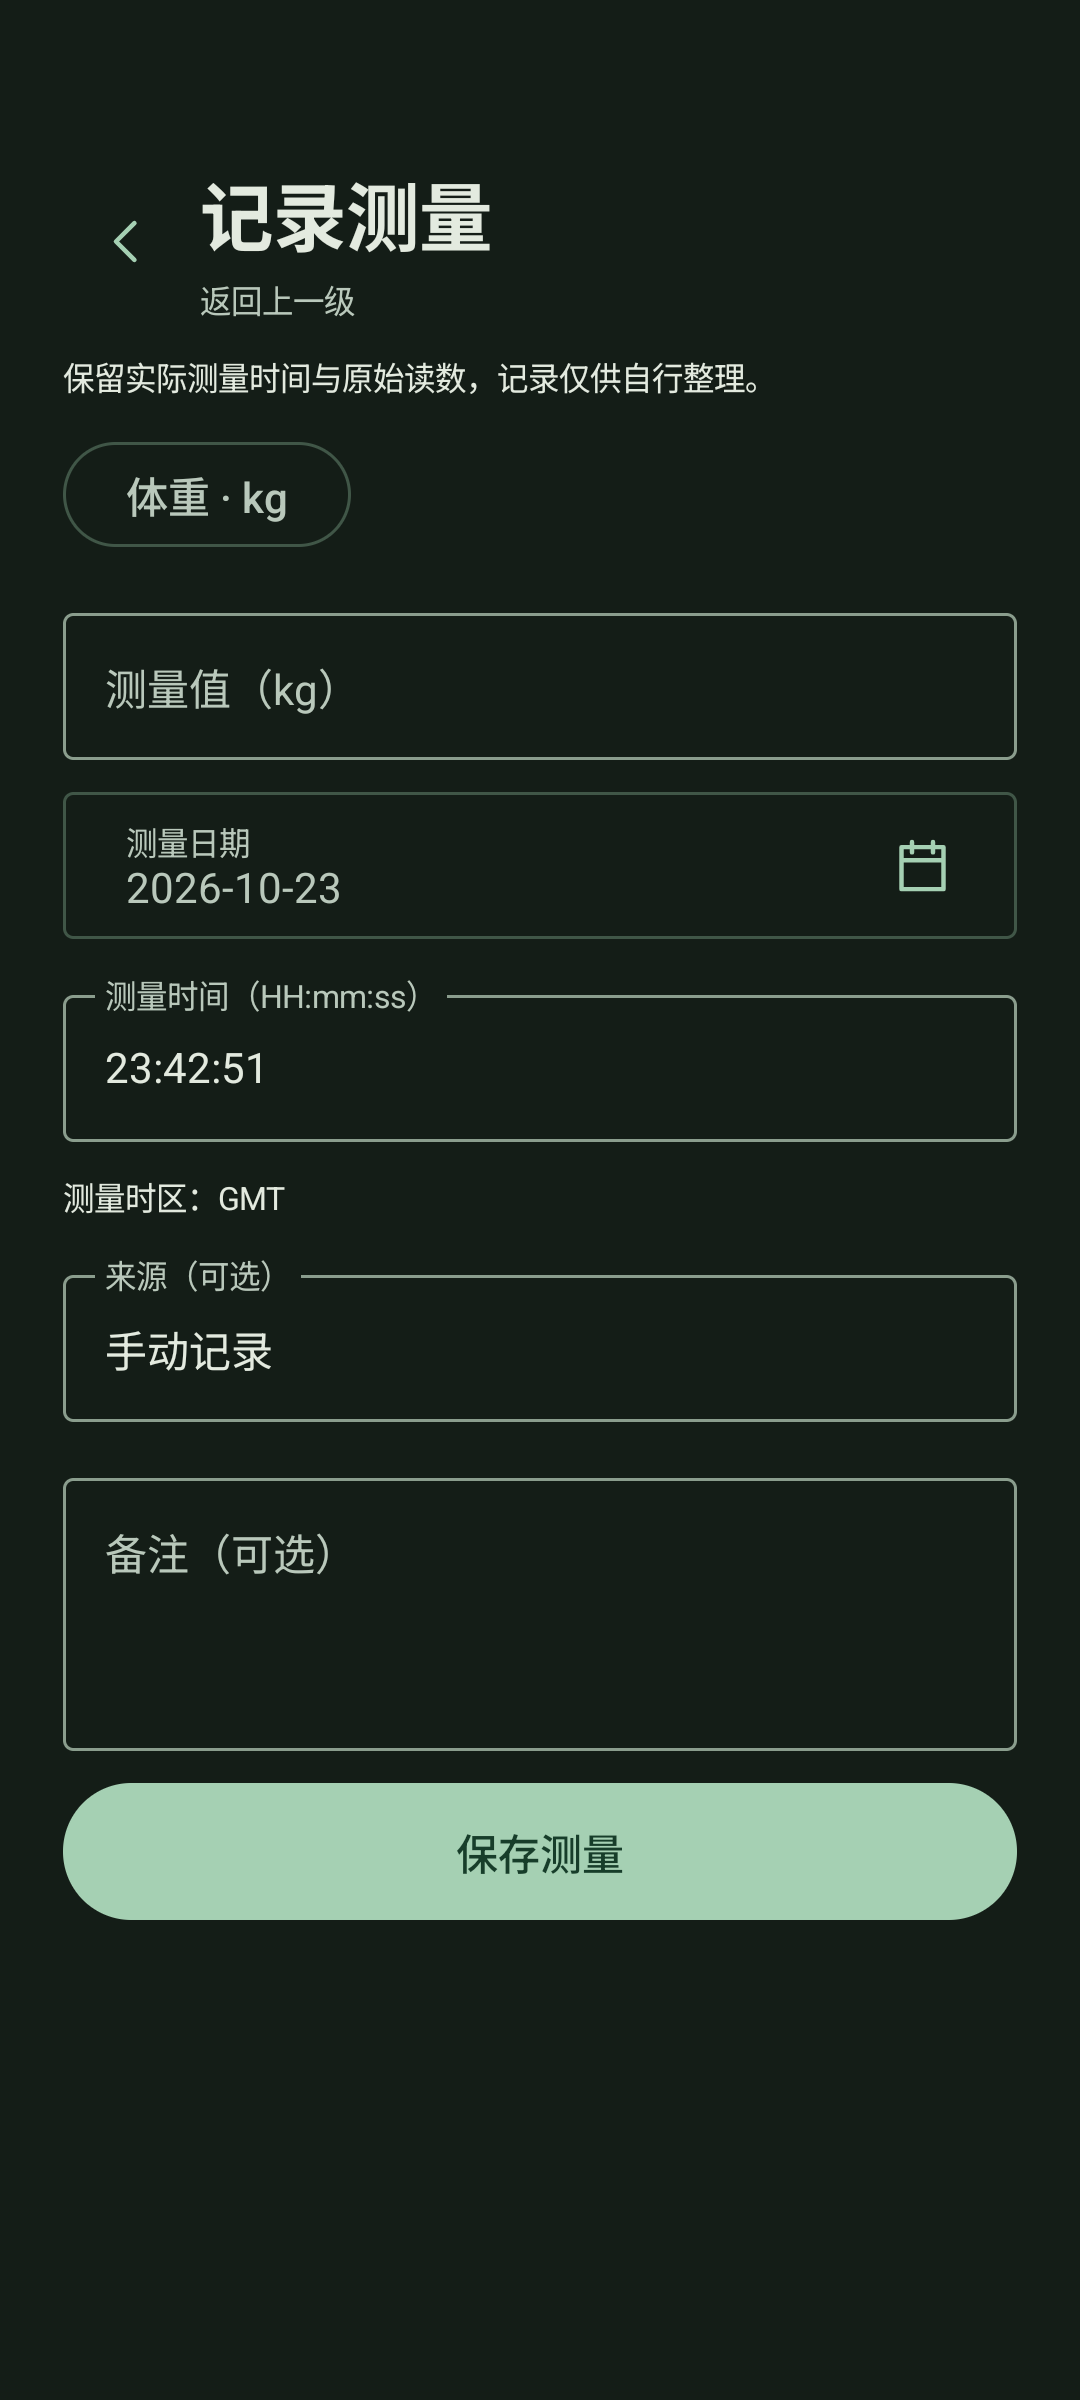 记录测量
返回上一级
保留实际测量时间与原始读数，记录仅供自行整理。
体重 · kg
测量值（kg）
测量日期
2026-10-23
测量时间（HH:mm:ss）
23:42:51
测量时区：GMT
来源（可选）
手动记录
备注（可选）
保存测量